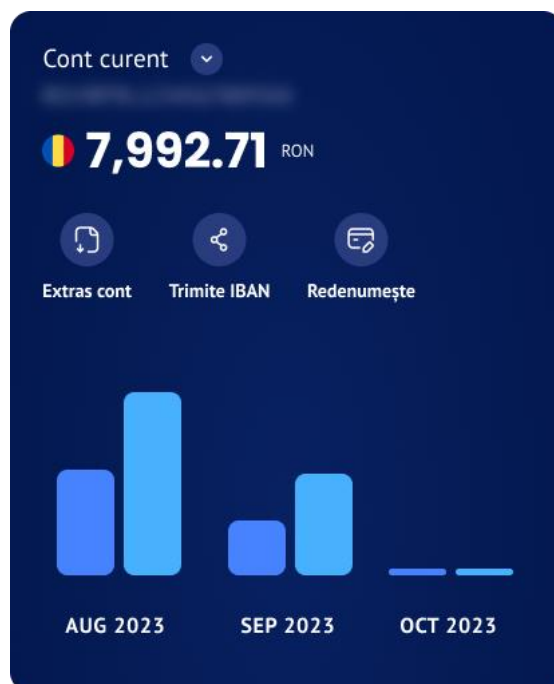 Cont curent
7,992.71 RON
Extras cont Trimite IBAN Redenumește
AUG 2023 SEP 2023 OCT 2023